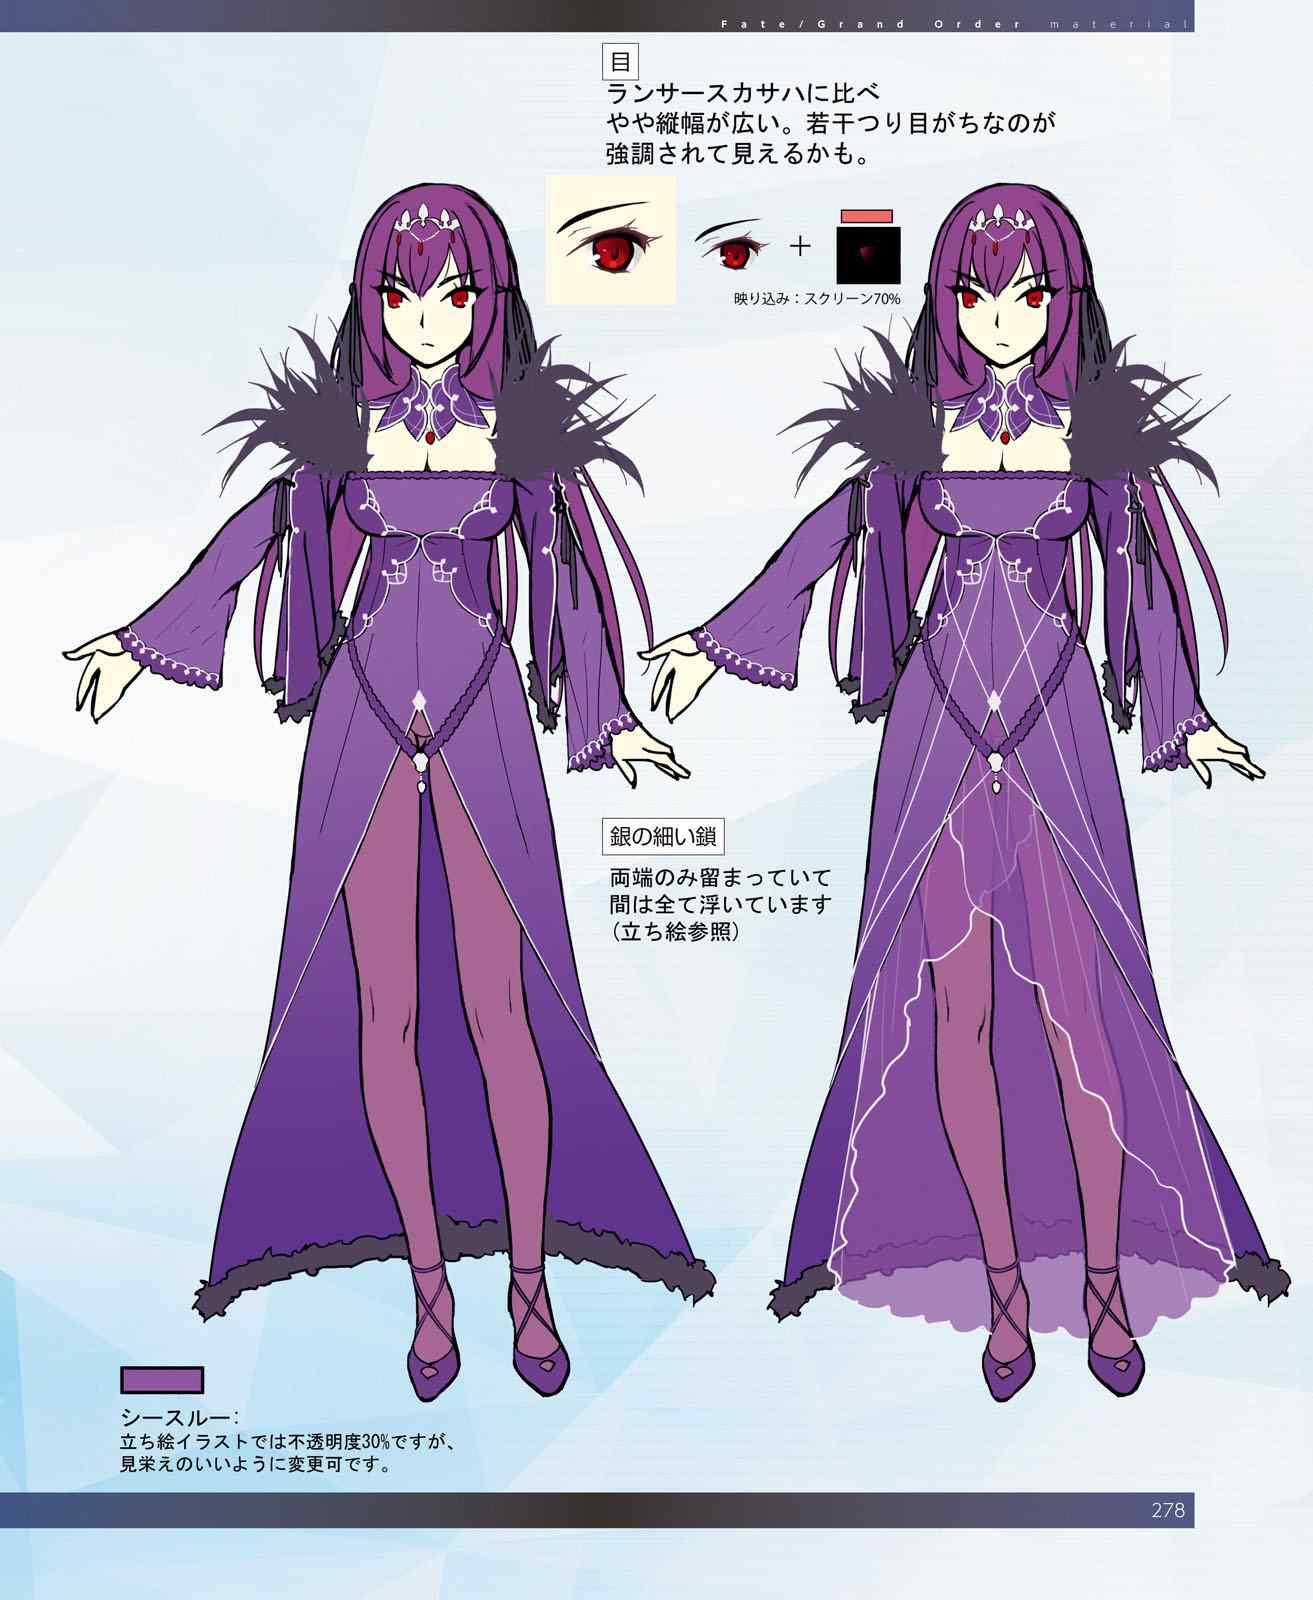 Fate/Grand Order material
目
ランサースカサハに比べ
やや縦幅が広い。若干つり目がちなのが
強調されて見えるかも。
+
映り込み：スクリーン70%
銀の細い鎖
両端のみ留まっていて
間は全て浮いています
(立ち絵参照)
シースルー:
立ち絵イラストでは不透明度30%ですが、
見栄えのいいように変更可です。
278